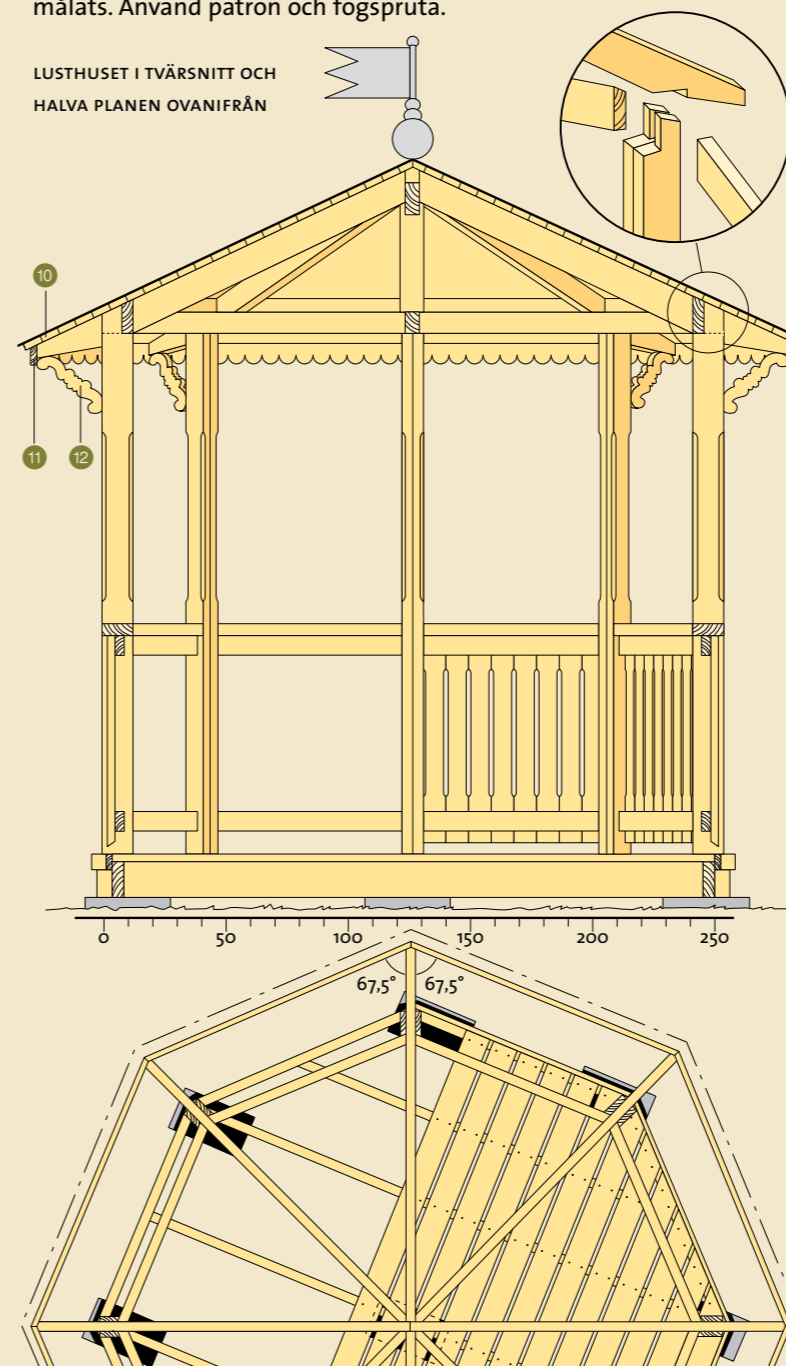 målats. Använd patron och fogspruta.
LUSTHUSET I TVÄRSNITT OCH
HALVA PLANEN OVANIFRÅN
10
11 12
0 50 100 150 200 250
67,5° 67,5°